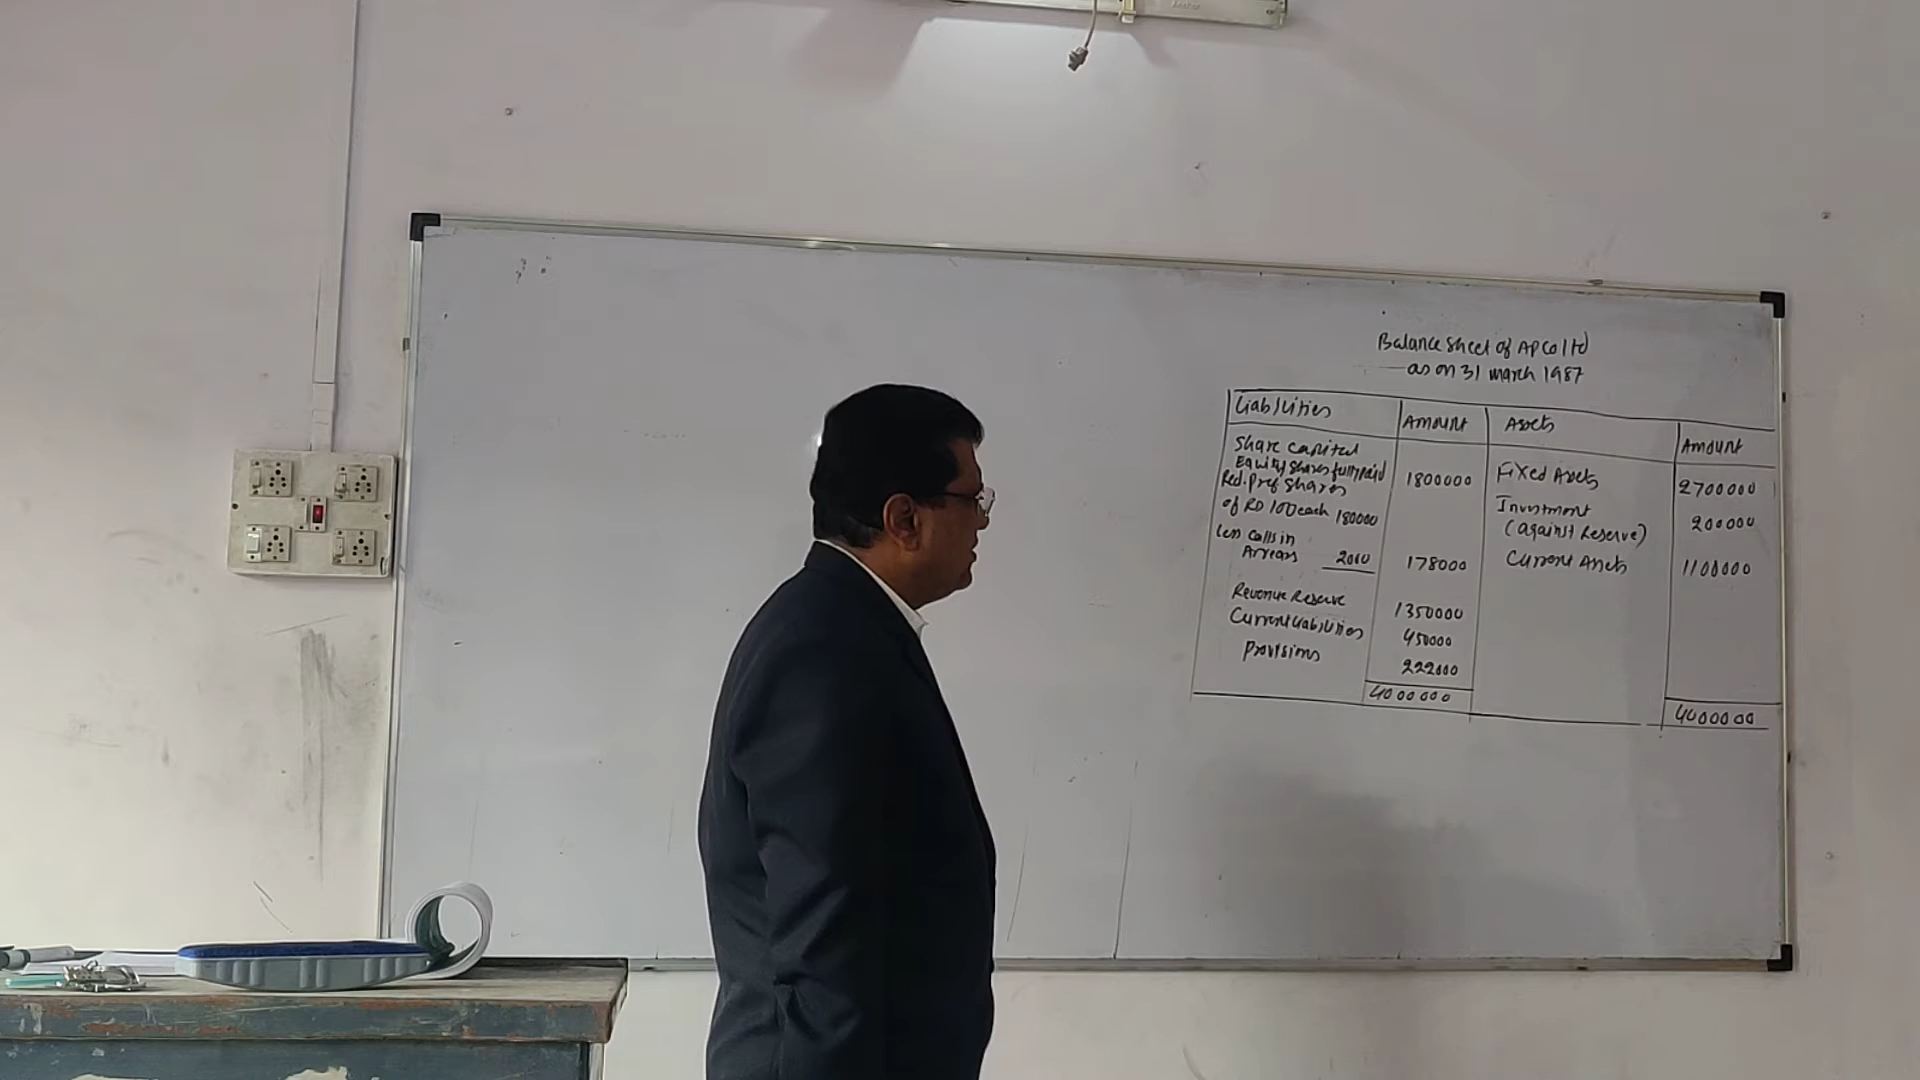 Balance sheet of AP Co ltd
as on 31 march 1987
Liabilities Amount Assets Amount
Share capital
Equity shares fully paid 1800000 Fixed Assets 2700000
Red. Pref shares Investment
of RD 100 each 180000 (against Reserve) 200000
Less calls in
Arrears 2000 178000 Current Assets 1100000
Revenue Reserve 1350000
Current liabilities 450000
Provisions 222000
4000000 4000000